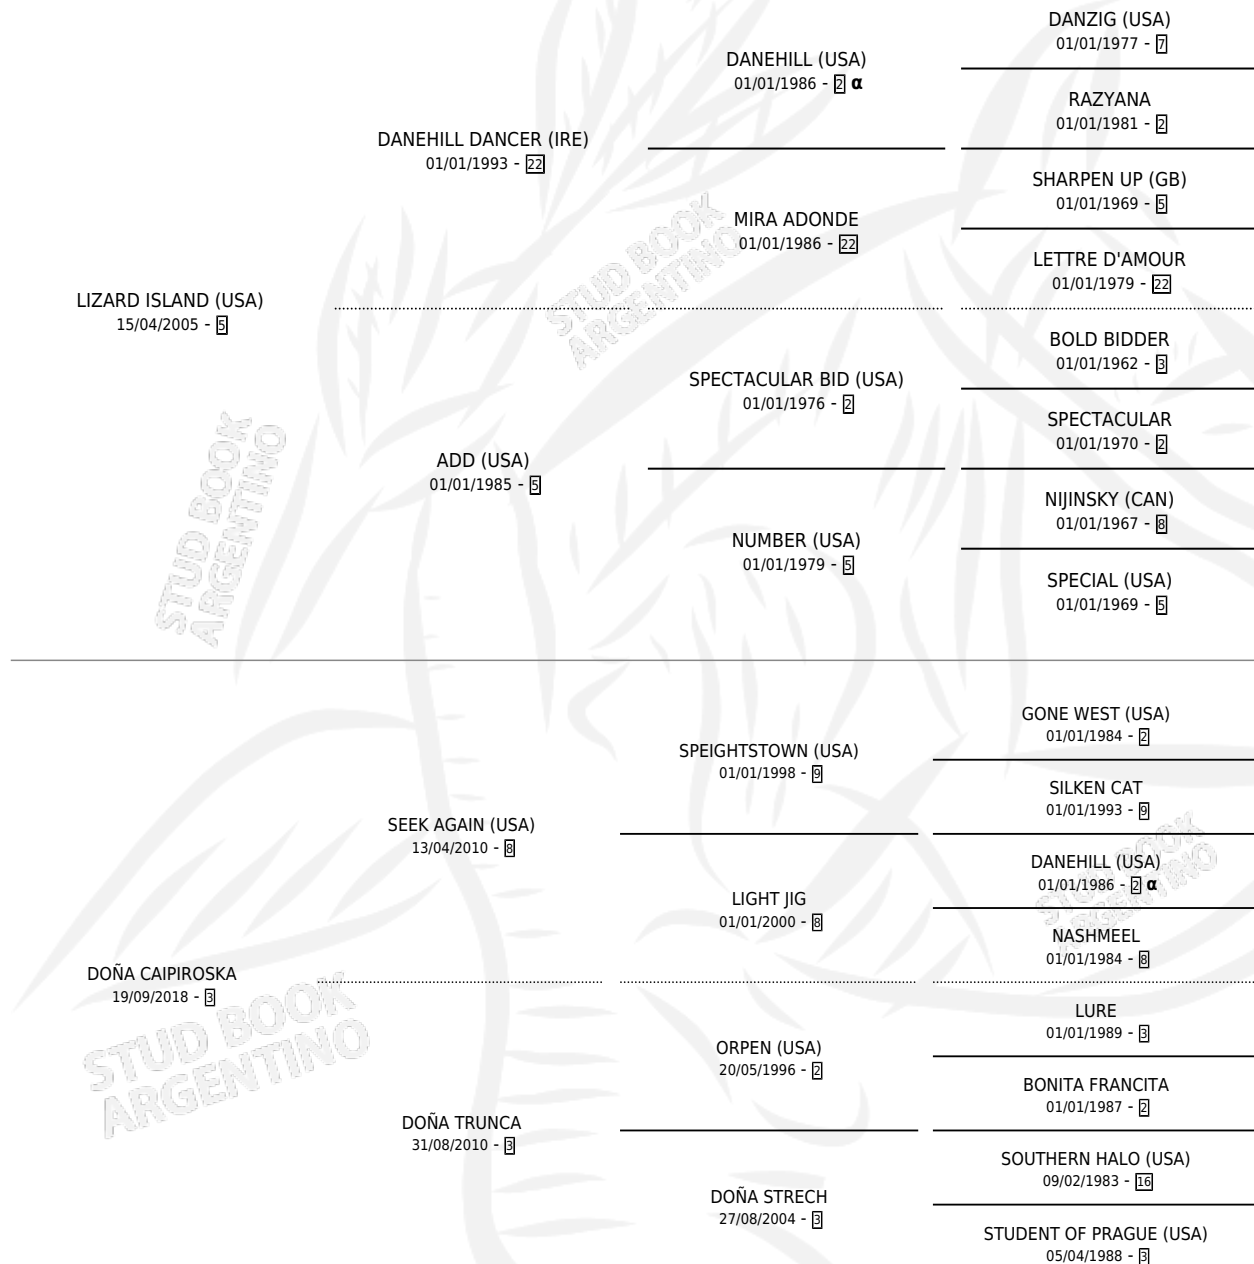 DANZIG (USA)
01/01/1977 - 7
DANEHILL (USA)
01/01/1986 - 2 α
RAZYANA
01/01/1981 - 2
DANEHILL DANCER (IRE)
01/01/1993 - 22
SHARPEN UP (GB)
01/01/1969 - 5
MIRA ADONDE
01/01/1986 - 22
LETTRE D'AMOUR
01/01/1979 - 22
LIZARD ISLAND (USA)
15/04/2005 - 5
BOLD BIDDER
01/01/1962 - 3
SPECTACULAR BID (USA)
01/01/1976 - 2
SPECTACULAR
01/01/1970 - 2
ADD (USA)
01/01/1985 - 5
NIJINSKY (CAN)
01/01/1967 - 8
NUMBER (USA)
01/01/1979 - 5
SPECIAL (USA)
01/01/1969 - 5
GONE WEST (USA)
01/01/1984 - 2
SPEIGHTSTOWN (USA)
01/01/1998 - 9
SILKEN CAT
01/01/1993 - 9
SEEK AGAIN (USA)
13/04/2010 - 8
DANEHILL (USA)
01/01/1986 - 2 α
LIGHT JIG
01/01/2000 - 8
NASHMEEL
01/01/1984 - 8
DOÑA CAIPIROSKA
19/09/2018 - 3
LURE
01/01/1989 - 3
ORPEN (USA)
20/05/1996 - 2
BONITA FRANCITA
01/01/1987 - 2
DOÑA TRUNCA
31/08/2010 - 3
SOUTHERN HALO (USA)
09/02/1983 - 16
DOÑA STRECH
27/08/2004 - 3
STUDENT OF PRAGUE (USA)
05/04/1988 - 3
STUD BOOK
ARGENTINO
STUD BOOK
ARGENTINO
STUD BOOK
ARGENTINO
STUD BOOK
ARGENTINO